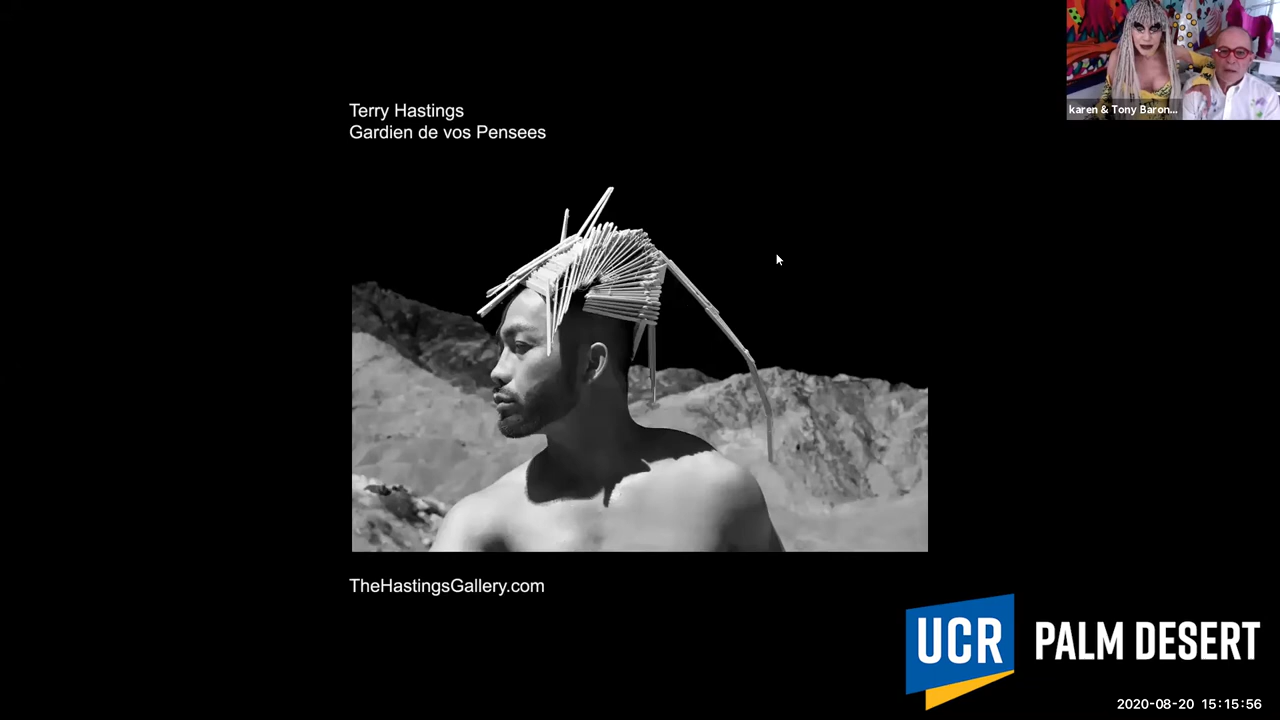 karen & Tony Baron...
Terry Hastings
Gardien de vos Pensees
TheHastingsGallery.com
UCR PALM DESERT
2020-08-20 15:15:56